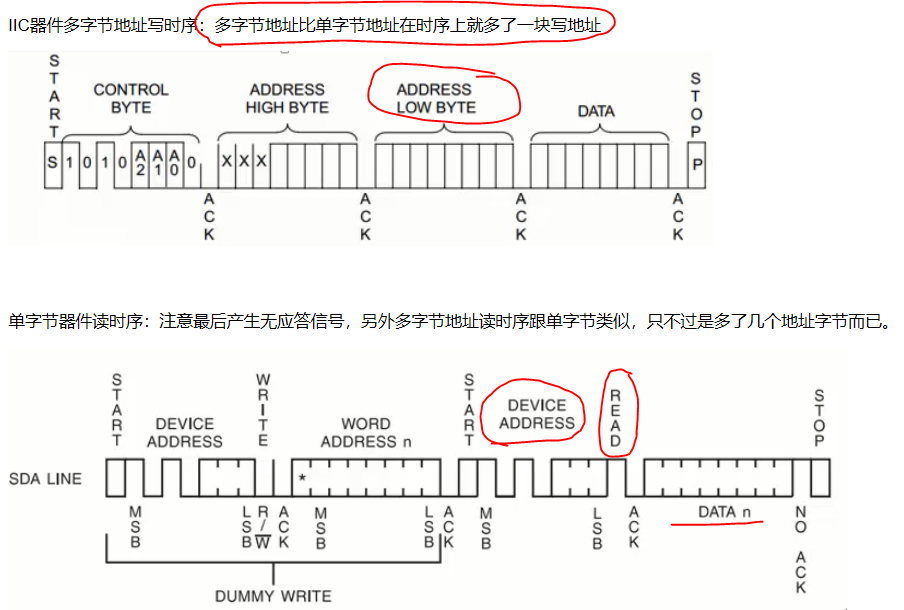 IIC器件多字节地址写时序：多字节地址比单字节地址在时序上就多了一块写地址
START
CONTROL
BYTE
ADDRESS
HIGH BYTE
ADDRESS
LOW BYTE
DATA
STOP
S 1 0 1 0 A2 A1 A0 0 X X X P
ACK ACK ACK ACK
单字节器件读时序：注意最后产生无应答信号，另外多字节地址读时序跟单字节类似，只不过是多了几个地址字节而已。
START
DEVICE
ADDRESS
WRITE
WORD
ADDRESS n
START
DEVICE
ADDRESS
READ
STOP
SDA LINE
*
MSB LSB R/W̅ ACK MSB LSB ACK MSB LSB ACK DATA n NO ACK
DUMMY WRITE